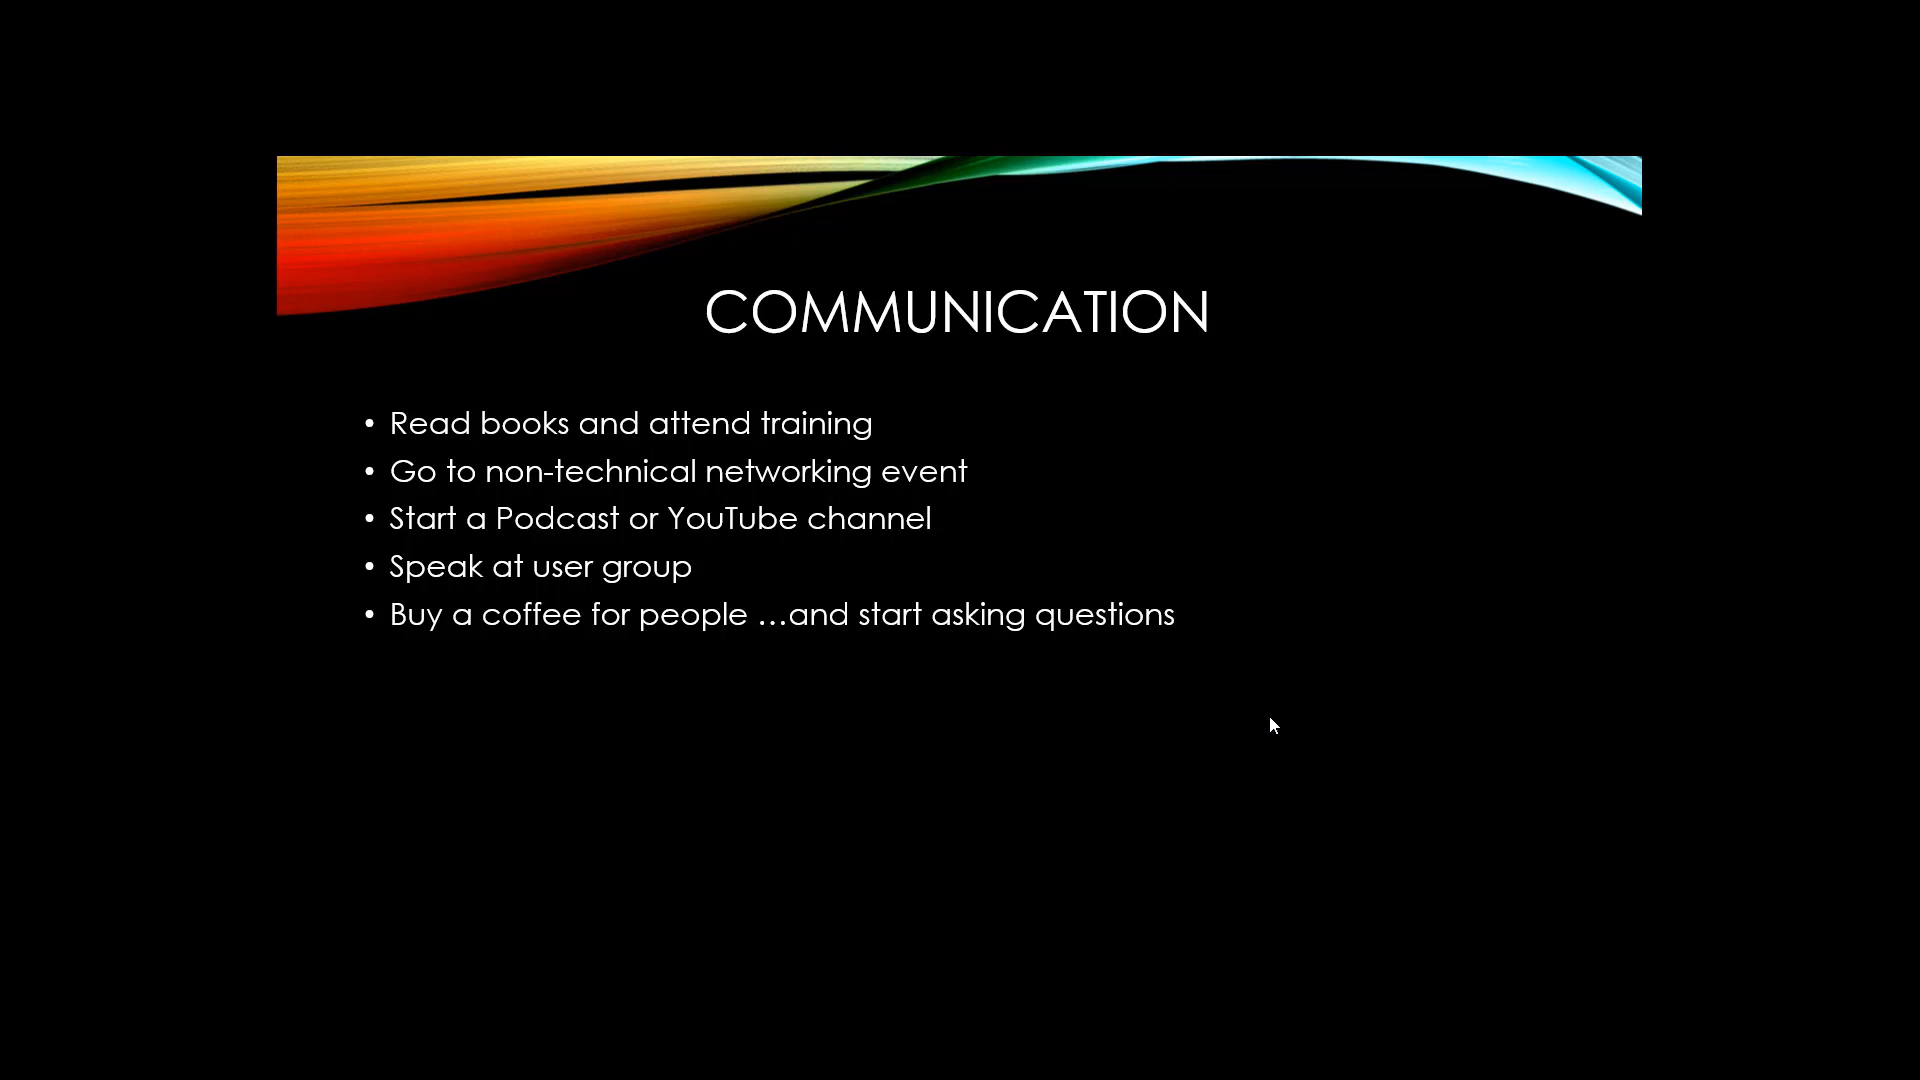 COMMUNICATION
• Read books and attend training
• Go to non-technical networking event
• Start a Podcast or YouTube channel
• Speak at user group
• Buy a coffee for people …and start asking questions